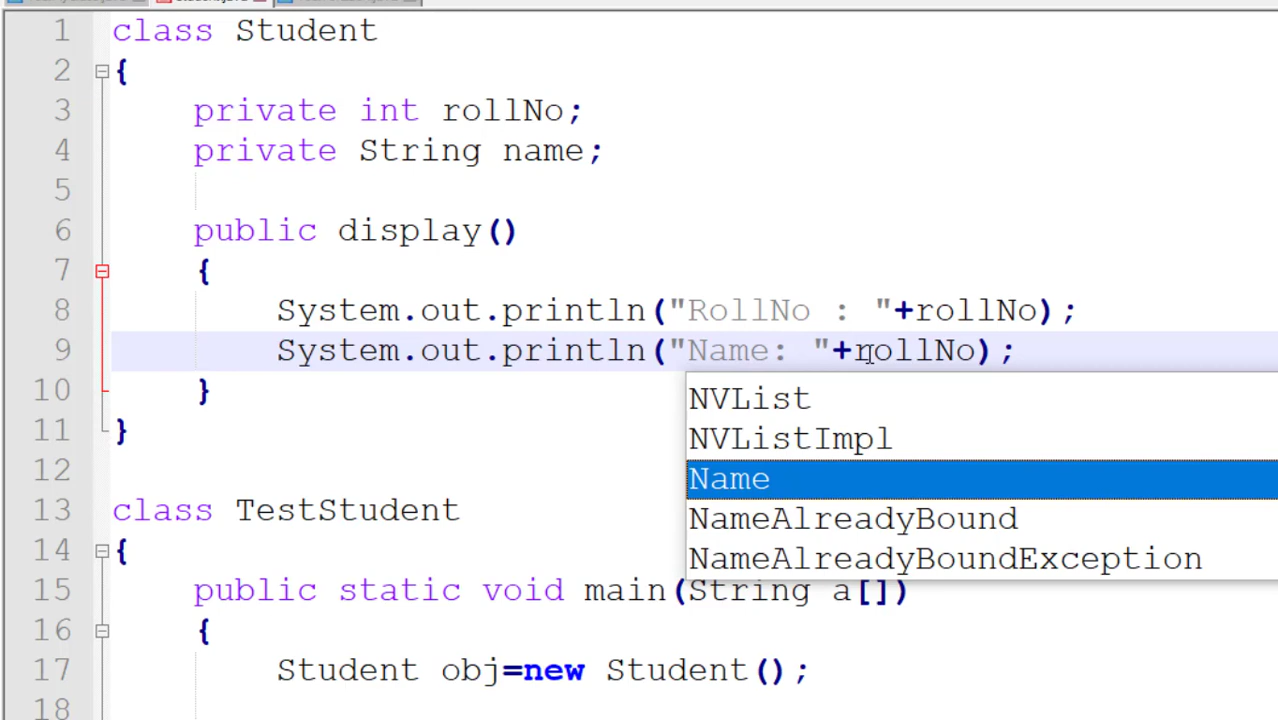 1 class Student
2 {
3 private int rollNo;
4 private String name;
5
6 public display()
7 {
8 System.out.println("RollNo : "+rollNo);
9 System.out.println("Name: "+rollNo);
10 }
NVList
11 }
NVListImpl
12
Name
13 class TestStudent
NameAlreadyBound
14 {
NameAlreadyBoundException
15 public static void main(String a[])
16 {
17 Student obj=new Student();
18